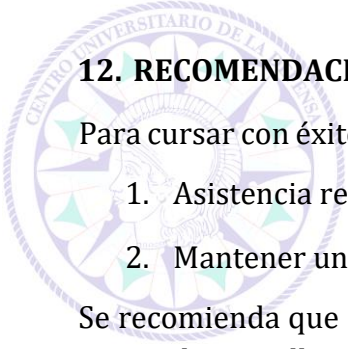 12. RECOMENDACI
Para cursar con éxit
1. Asistencia re
2. Mantener un
Se recomienda que
CENTRO UNIVERSITARIO DE LA